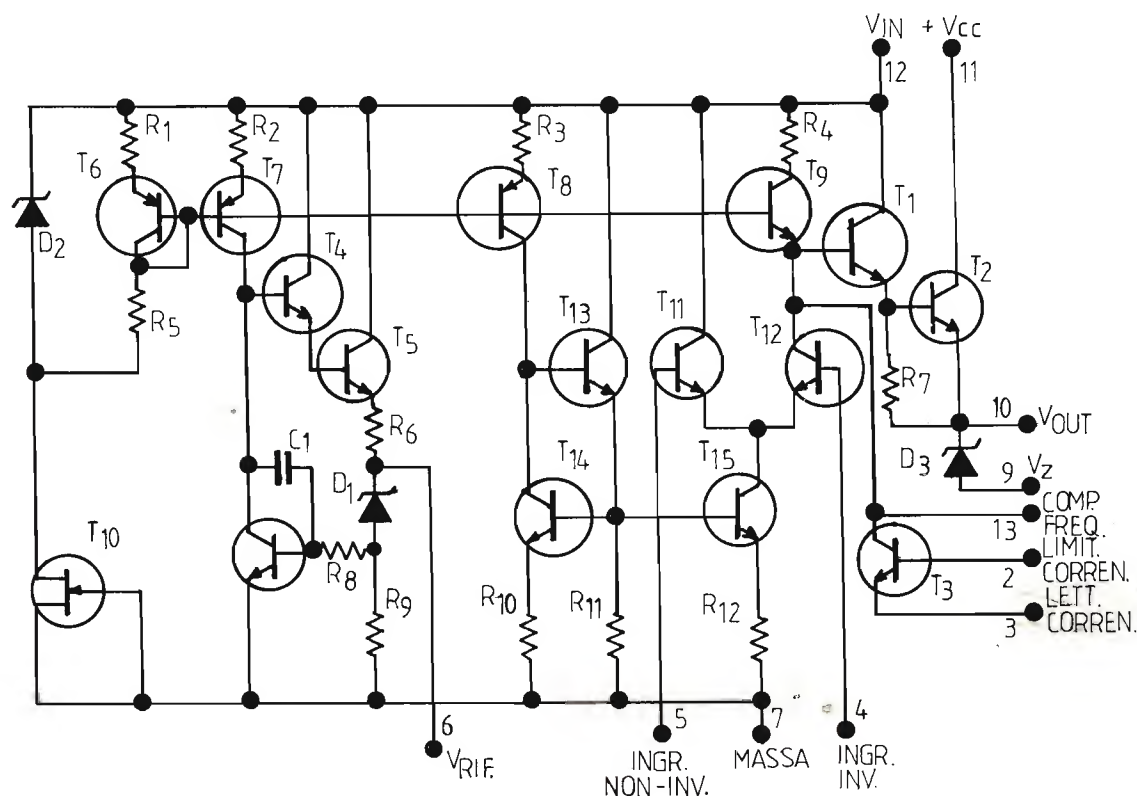 VIN + VCC
12 11
R1 R2 R3 R4
T6 T7 T8 T9 T1
D2
T4 T2
R5 T13 T11 T12
T5
R7
R6 10 VOUT
C1 T14 T15 D3
D1 9 VZ
COMP.
13 FREQ.
T10 LIMIT.
R8 2 CORREN.
T3 LETT.
R9 R10 R11 R12 3 CORREN.
6 5 7 4
VRIF. INGR. MASSA INGR.
NON-INV. INV.